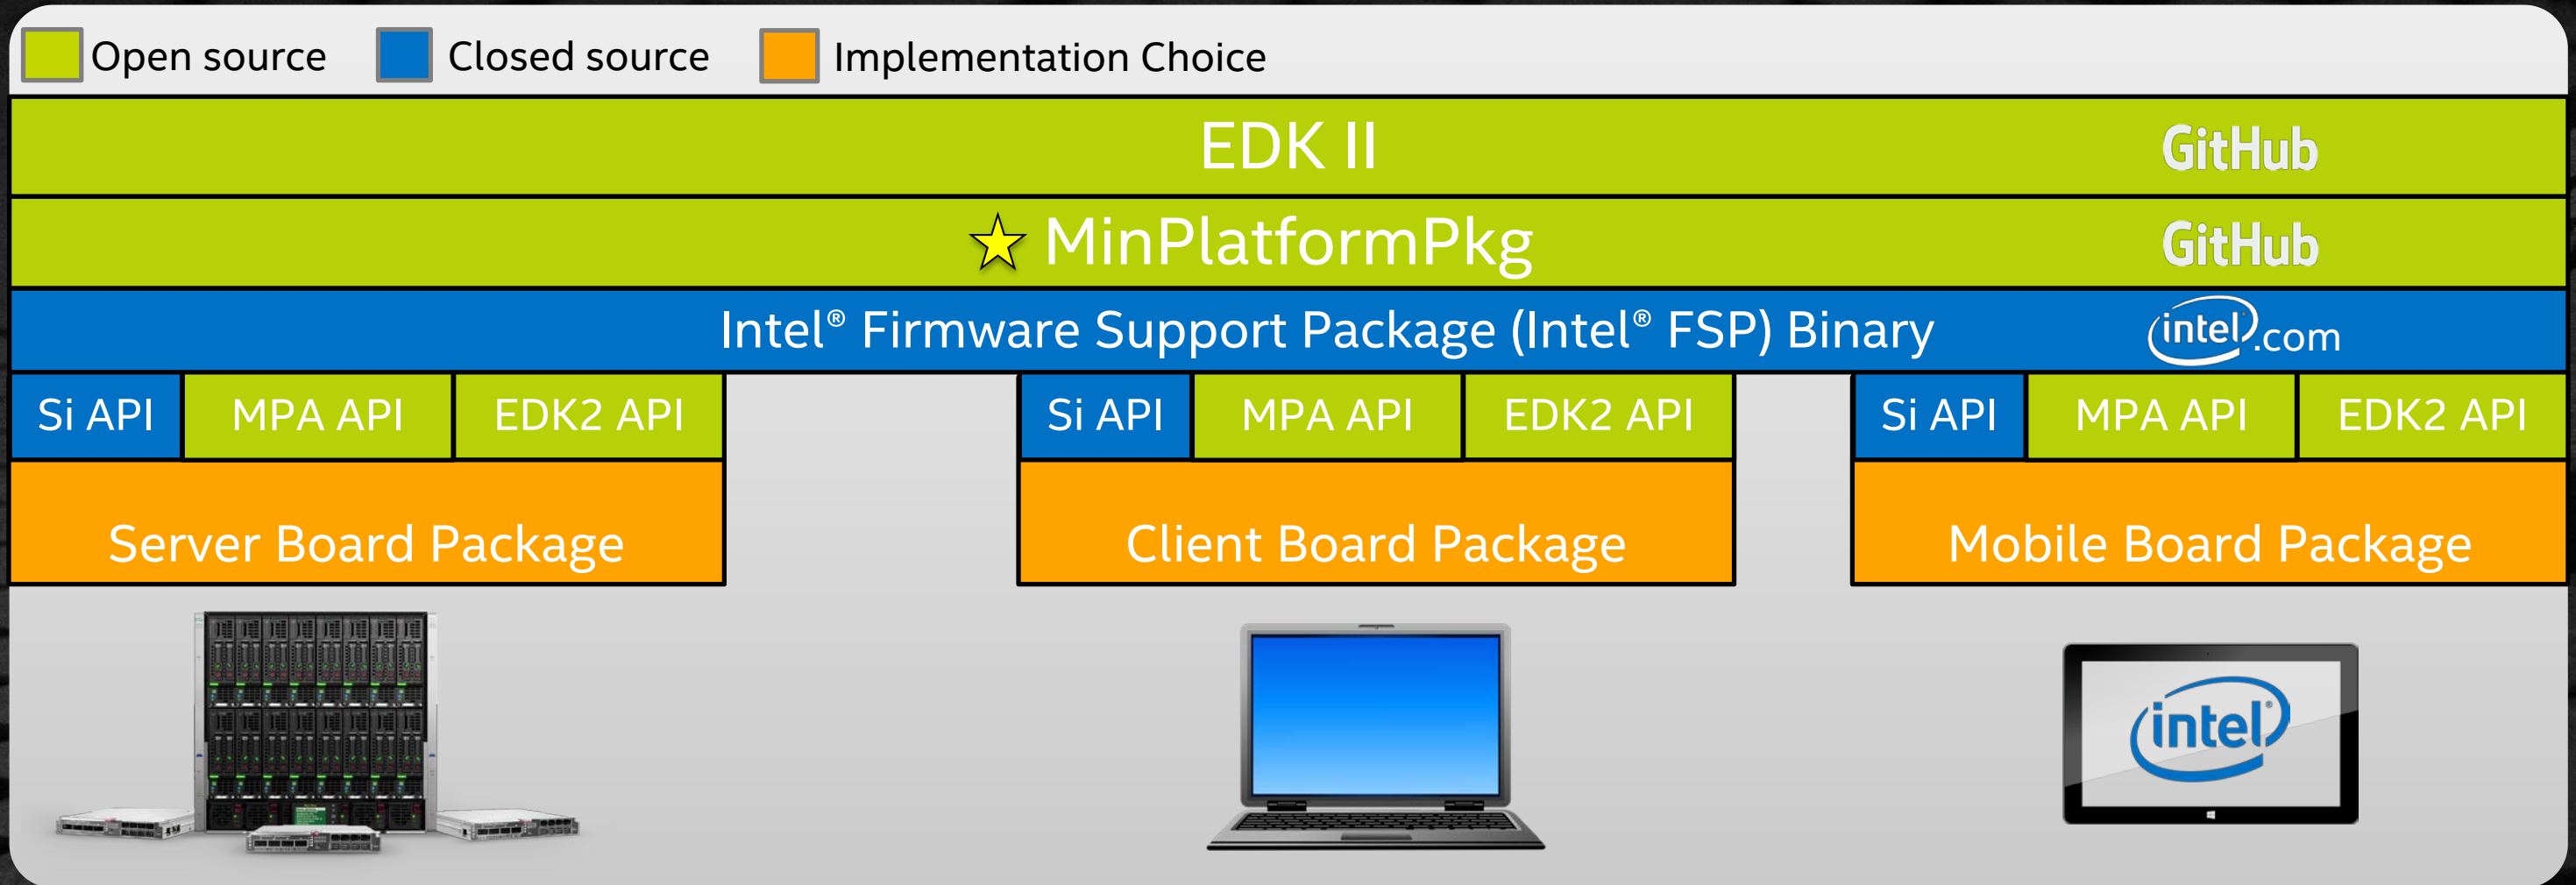 Open source
Closed source
Implementation Choice
EDK II
GitHub
MinPlatformPkg
GitHub
Intel® Firmware Support Package (Intel® FSP) Binary
intel.com
Si API
MPA API
EDK2 API
Si API
MPA API
EDK2 API
Si API
MPA API
EDK2 API
Server Board Package
Client Board Package
Mobile Board Package
intel®